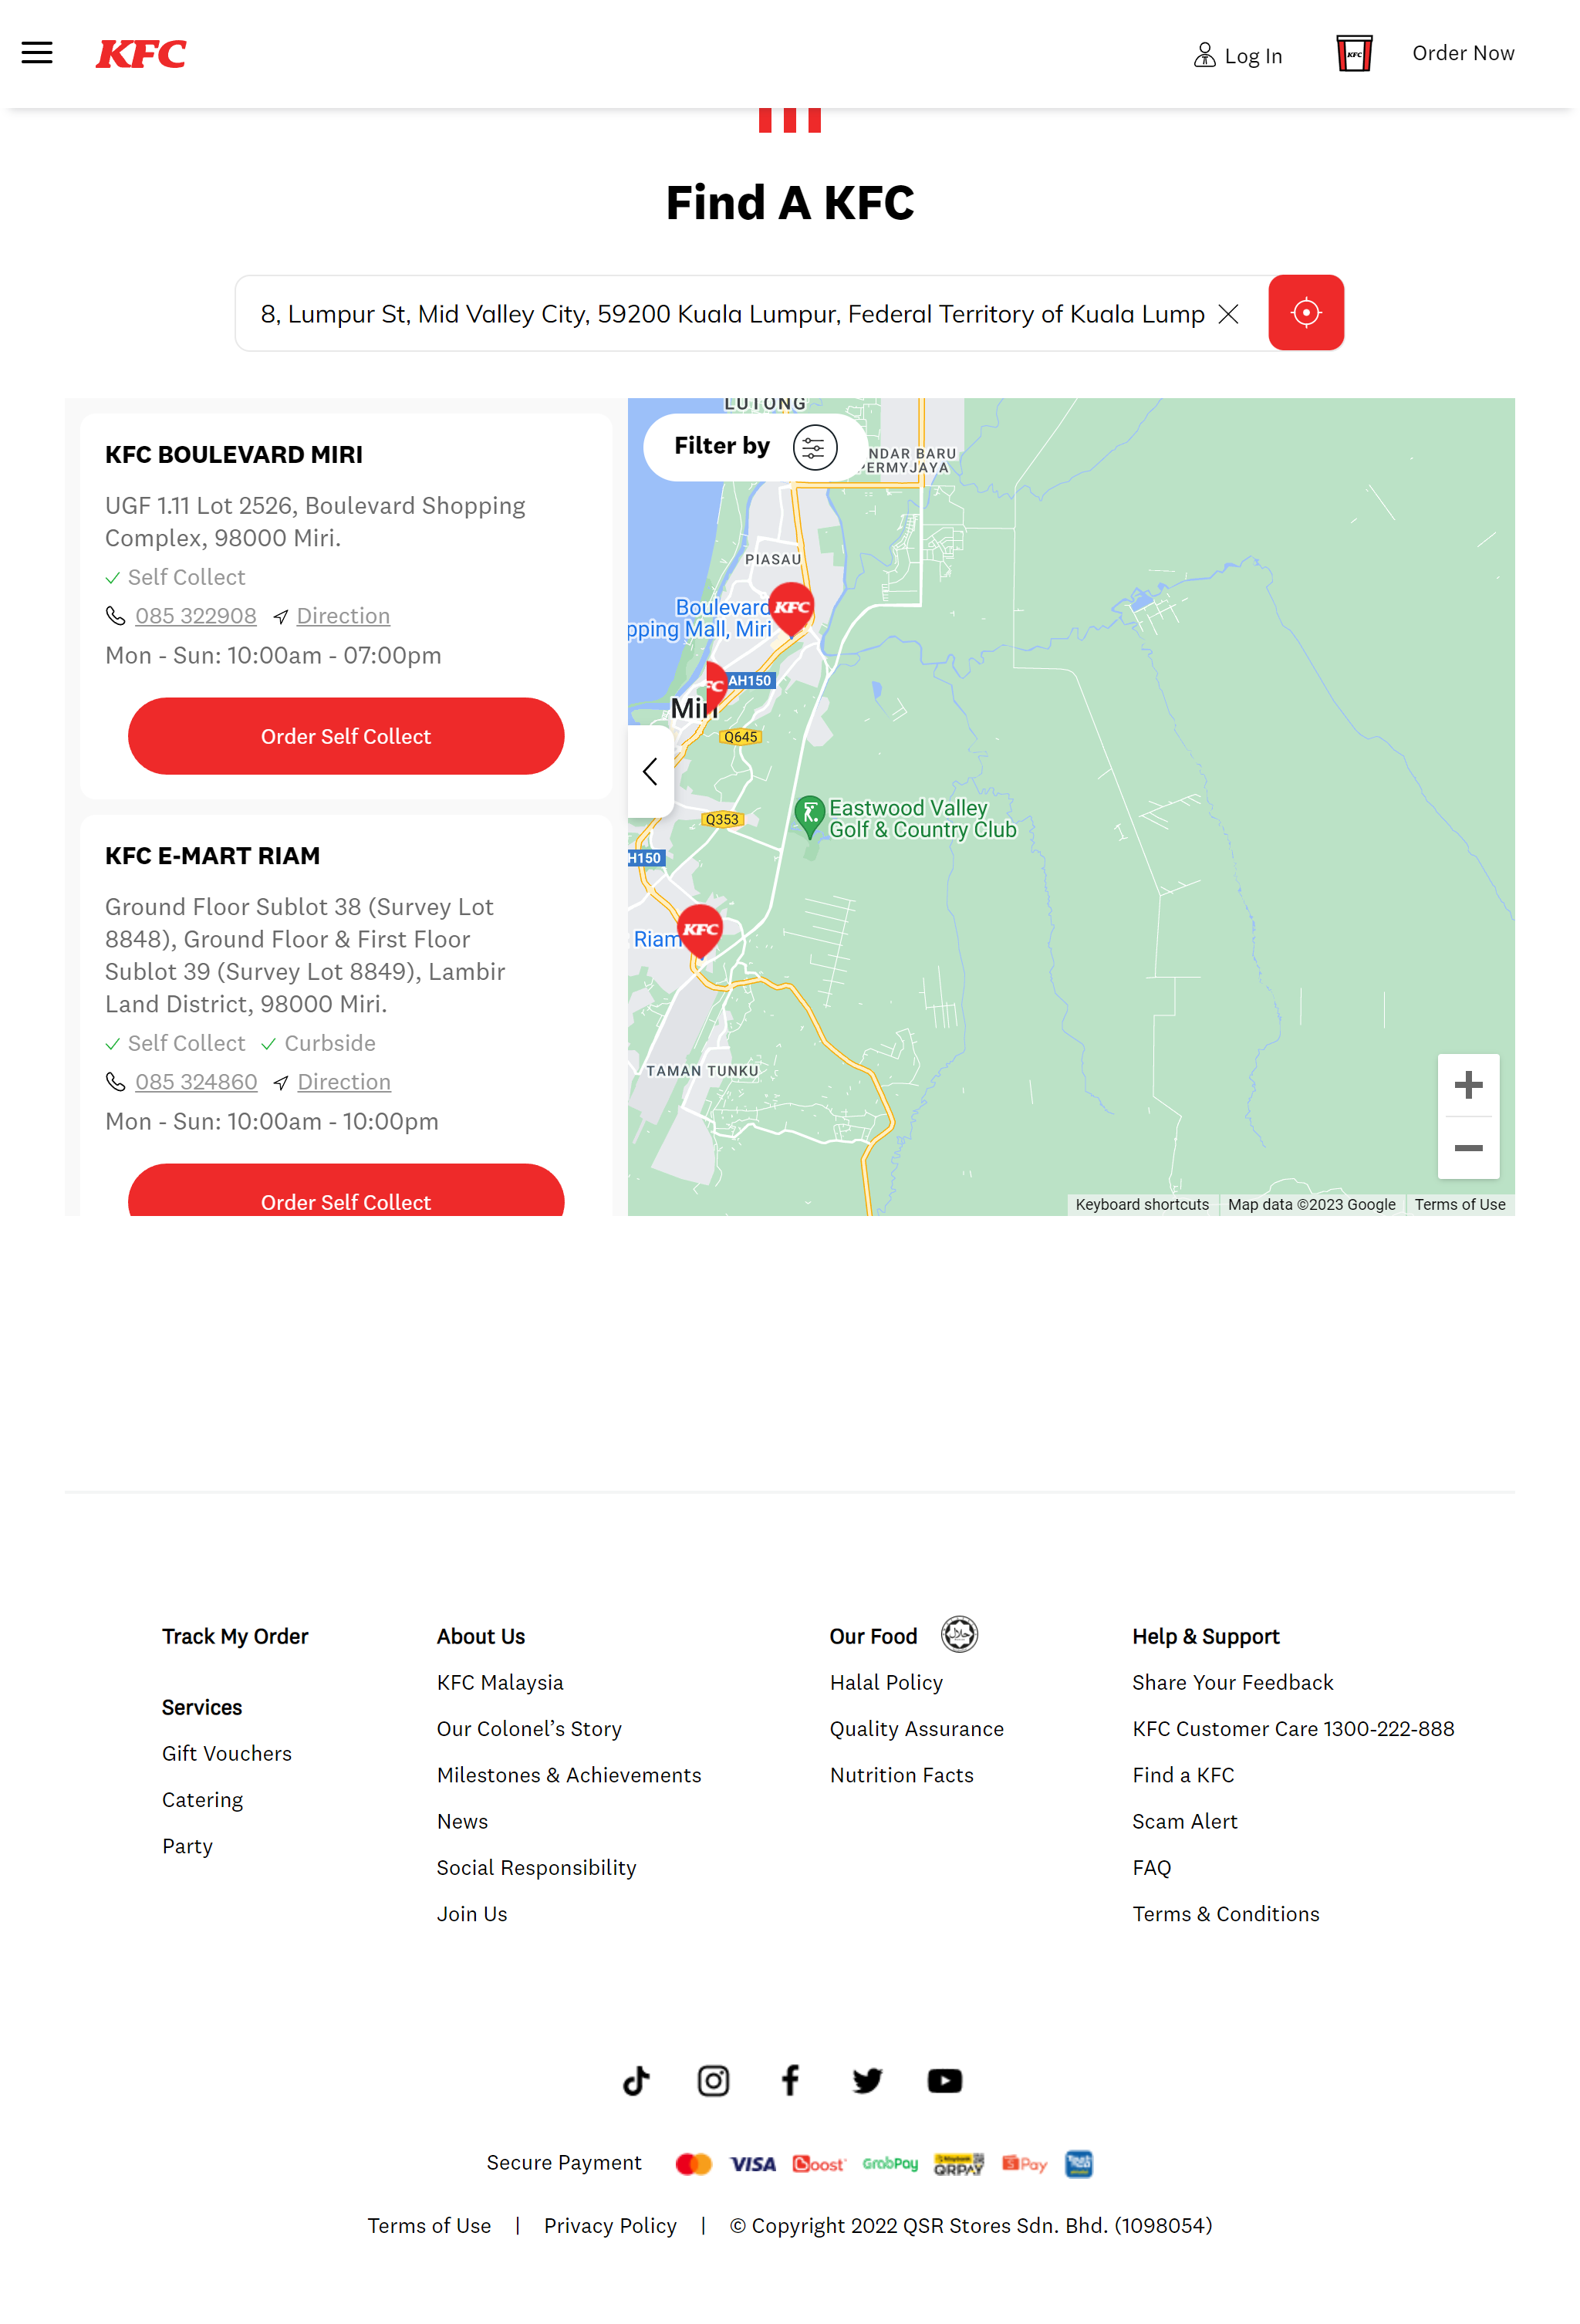 KFC
Log In
KFC
Order Now
Find A KFC
8, Lumpur St, Mid Valley City, 59200 Kuala Lumpur, Federal Territory of Kuala Lump
KFC BOULEVARD MIRI
UGF 1.11 Lot 2526, Boulevard Shopping
Complex, 98000 Miri.
Self Collect
085 322908 Direction
Mon - Sun: 10:00am - 07:00pm
Order Self Collect
KFC E-MART RIAM
Ground Floor Sublot 38 (Survey Lot
8848), Ground Floor & First Floor
Sublot 39 (Survey Lot 8849), Lambir
Land District, 98000 Miri.
Self Collect Curbside
085 324860 Direction
Mon - Sun: 10:00am - 10:00pm
Order Self Collect
LUTONG
Filter by
NDAR BARU
PERMYJAYA
PIASAU
Boulevard
pping Mall, Miri
KFC
FC
AH150
Miri
Q645
Eastwood Valley
Golf & Country Club
Q353
H150
Riam
KFC
TAMAN TUNKU
Keyboard shortcuts
Map data ©2023 Google
Terms of Use
Track My Order
Services
Gift Vouchers
Catering
Party
About Us
KFC Malaysia
Our Colonel's Story
Milestones & Achievements
News
Social Responsibility
Join Us
Our Food
Halal Policy
Quality Assurance
Nutrition Facts
Help & Support
Share Your Feedback
KFC Customer Care 1300-222-888
Find a KFC
Scam Alert
FAQ
Terms & Conditions
Secure Payment
VISA
Boost
GrabPay
QRPAY
Pay
Terms of Use | Privacy Policy | © Copyright 2022 QSR Stores Sdn. Bhd. (1098054)